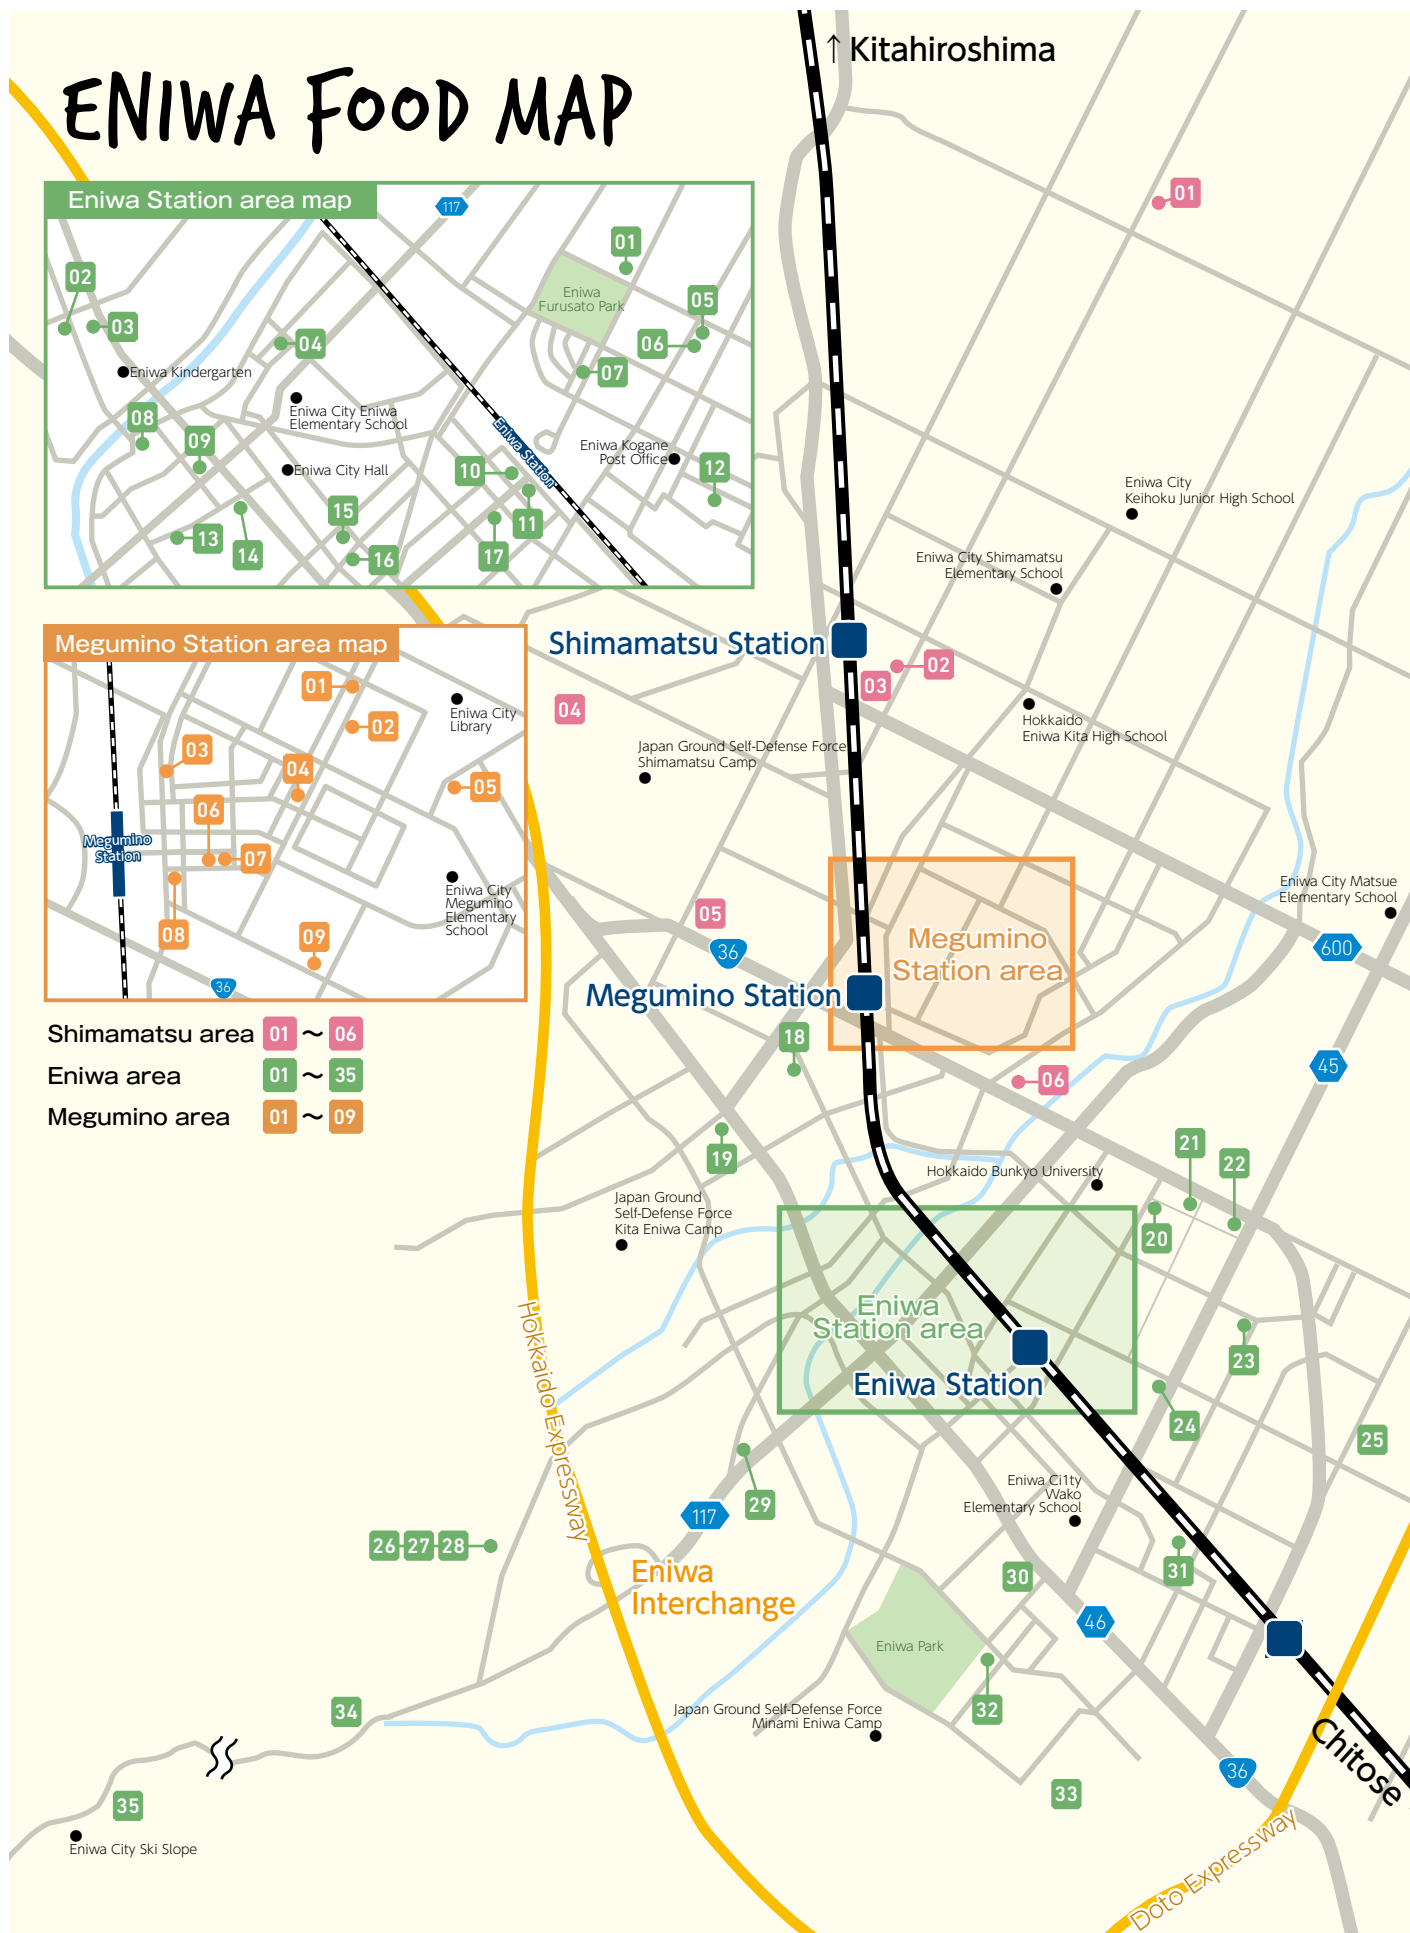 ↑ Kitahiroshima
ENIWA FOOD MAP
Eniwa Station area map
117
01
02
03
04
05
06
07
Eniwa
Furusato Park
Eniwa Kindergarten
Eniwa City Eniwa
Elementary School
08
09
Eniwa City Hall
Eniwa Station
Eniwa Kogane
Post Office
10
11
12
13
14
15
16
17
01
Eniwa City
Keihoku Junior High School
Eniwa City Shimamatsu
Elementary School
Shimamatsu Station
02
03
04
Hokkaido
Eniwa Kita High School
Japan Ground Self-Defense Force
Shimamatsu Camp
Megumino Station area map
01
02
03
04
05
06
07
08
09
Eniwa City
Library
Megumino
Station
Eniwa City
Megumino
Elementary
School
36
Eniwa City Matsue
Elementary School
05
36
600
Megumino
Station area
Megumino Station
Shimamatsu area 01 ~ 06
Eniwa area 01 ~ 35
Megumino area 01 ~ 09
18
06
45
19
Hokkaido Bunkyo University
21
22
20
Japan Ground
Self-Defense Force
Kita Eniwa Camp
Eniwa
Station area
Eniwa Station
23
24
25
Hokkaido Expressway
29
117
Eniwa Ci1ty
Wako
Elementary School
26
27
28
Eniwa
Interchange
30
31
46
Eniwa Park
32
Japan Ground Self-Defense Force
Minami Eniwa Camp
34
33
36
Chitose
35
Eniwa City Ski Slope
Doto Expressway